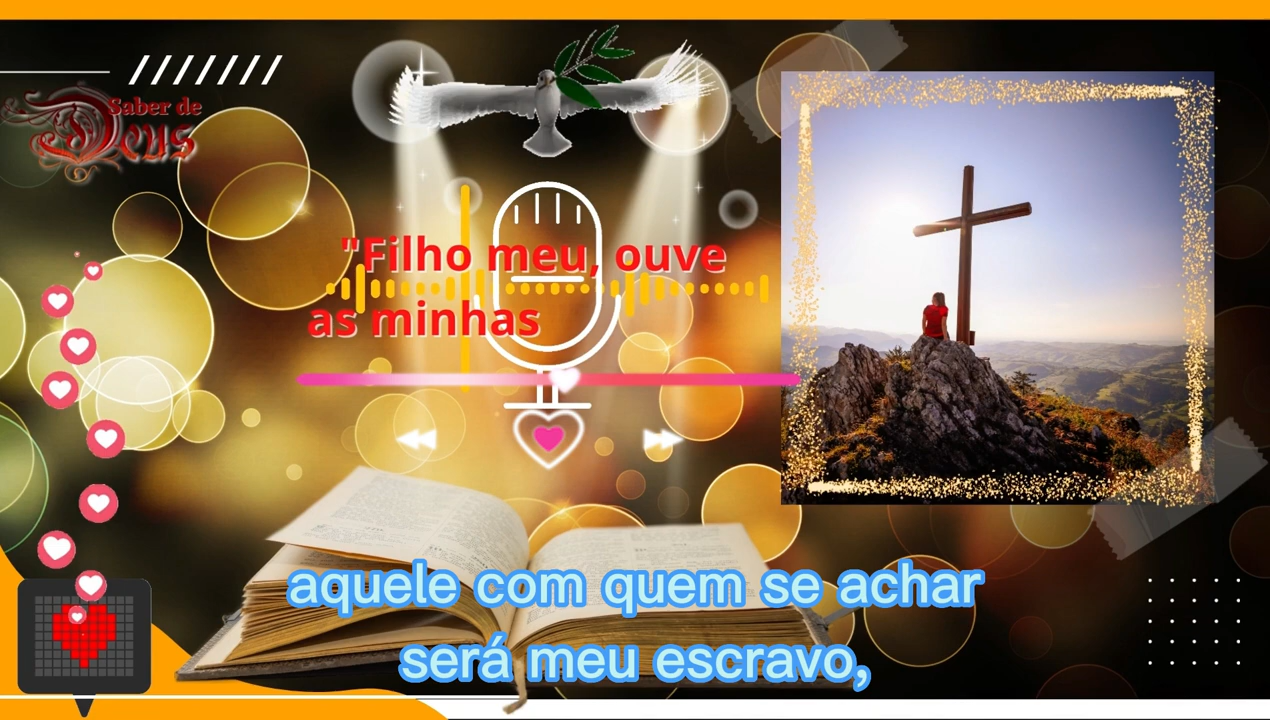 Saber de
Deus
"Filho meu, ouve
as minhas
aquele com quem se achar
será meu escravo,